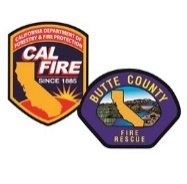 CALIFORNIA DEPARTMENT OF
FORESTRY & FIRE PROTECTION
CAL
FIRE
SINCE 1885
BUTTE COUNTY
FIRE
RESCUE